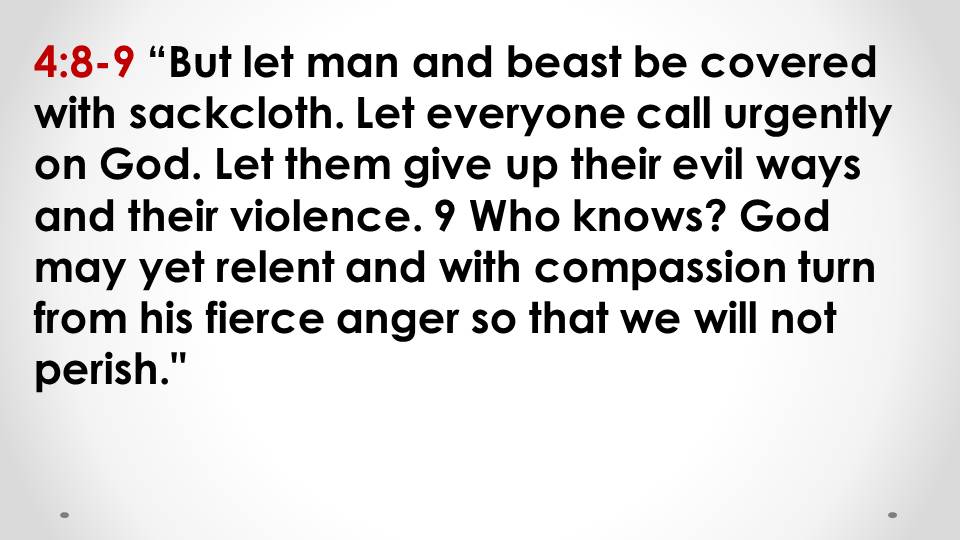 4:8-9 “But let man and beast be covered
with sackcloth. Let everyone call urgently
on God. Let them give up their evil ways
and their violence. 9 Who knows? God
may yet relent and with compassion turn
from his fierce anger so that we will not
perish."